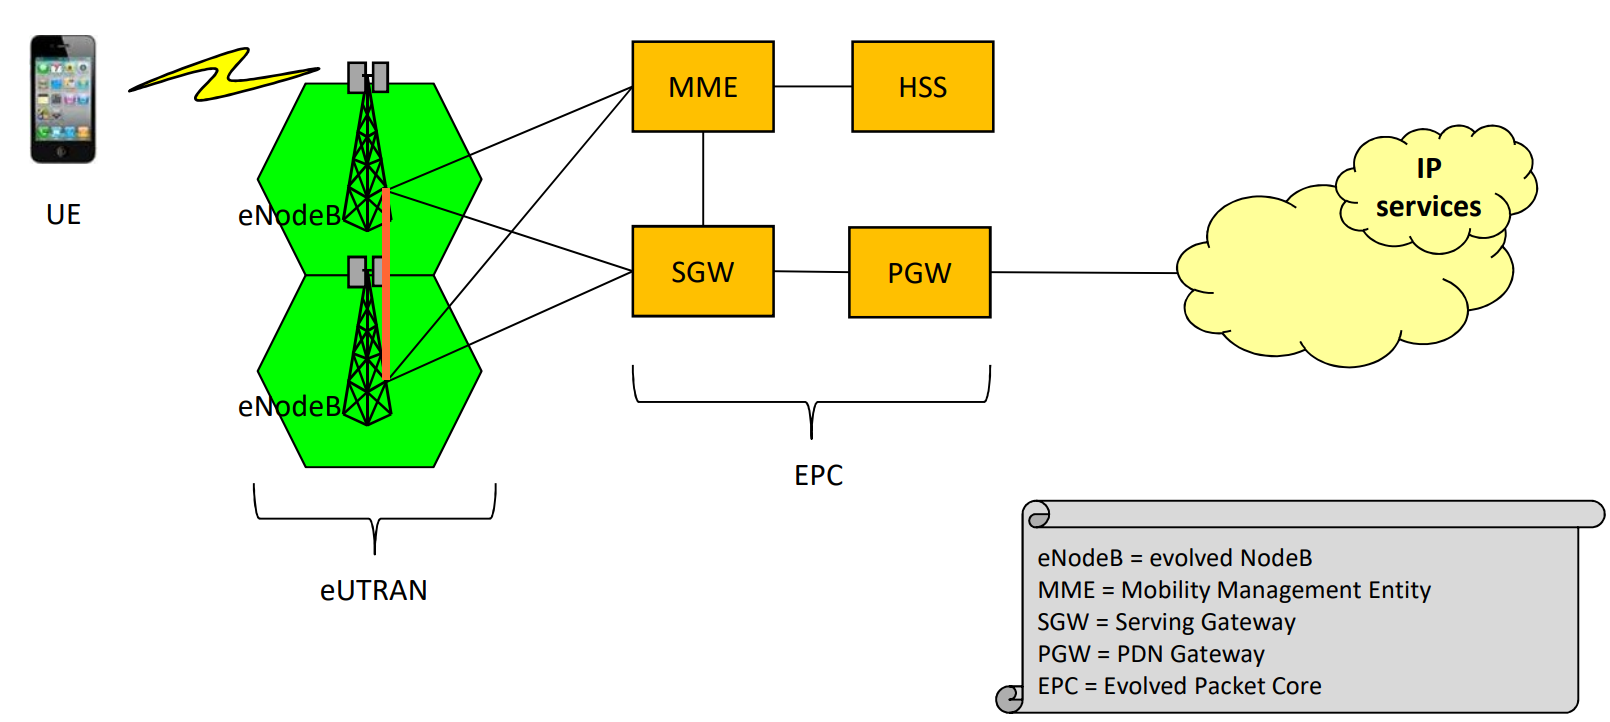 UE
eNodeB
eNodeB
eUTRAN
MME
HSS
SGW
PGW
EPC
IP
services
eNodeB = evolved NodeB
MME = Mobility Management Entity
SGW = Serving Gateway
PGW = PDN Gateway
EPC = Evolved Packet Core